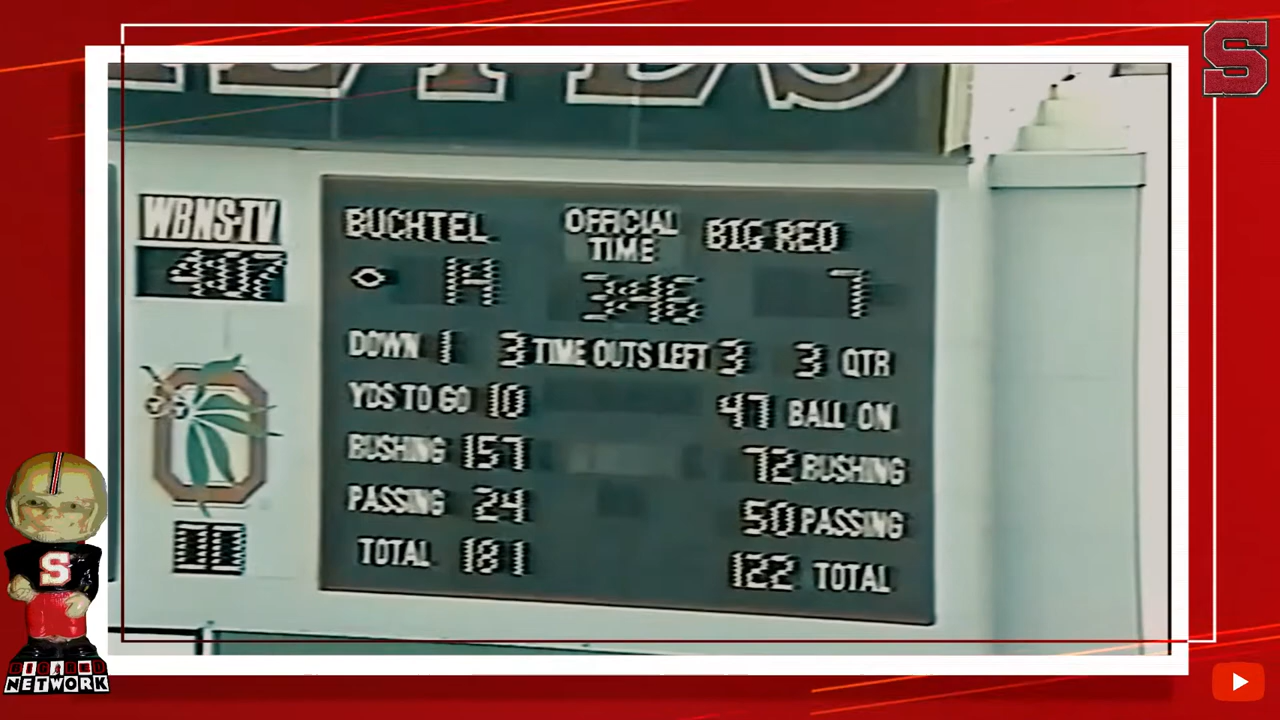 WBNS-TV
BUCHTEL
OFFICIAL
TIME
BIG RED
14
3:46
7
DOWN 1
3 TIME OUTS LEFT 3
3 QTR
YDS TO GO 10
47 BALL ON
RUSHING 157
72 RUSHING
PASSING 24
50 PASSING
TOTAL 181
122 TOTAL
S
S
BIG RED
NETWORK